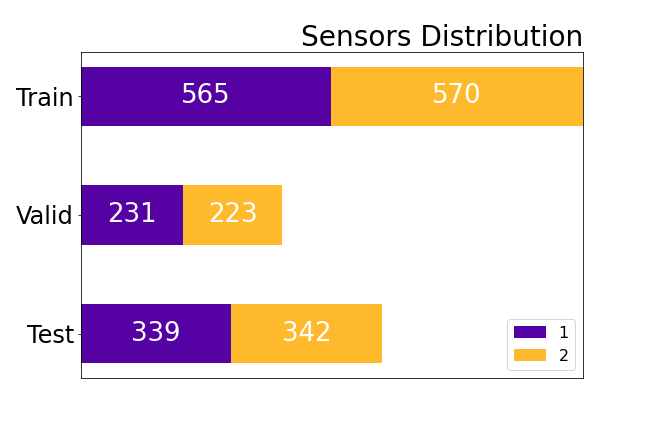 Sensors Distribution
Train 565 570
Valid 231 223
Test 339 342
1
2